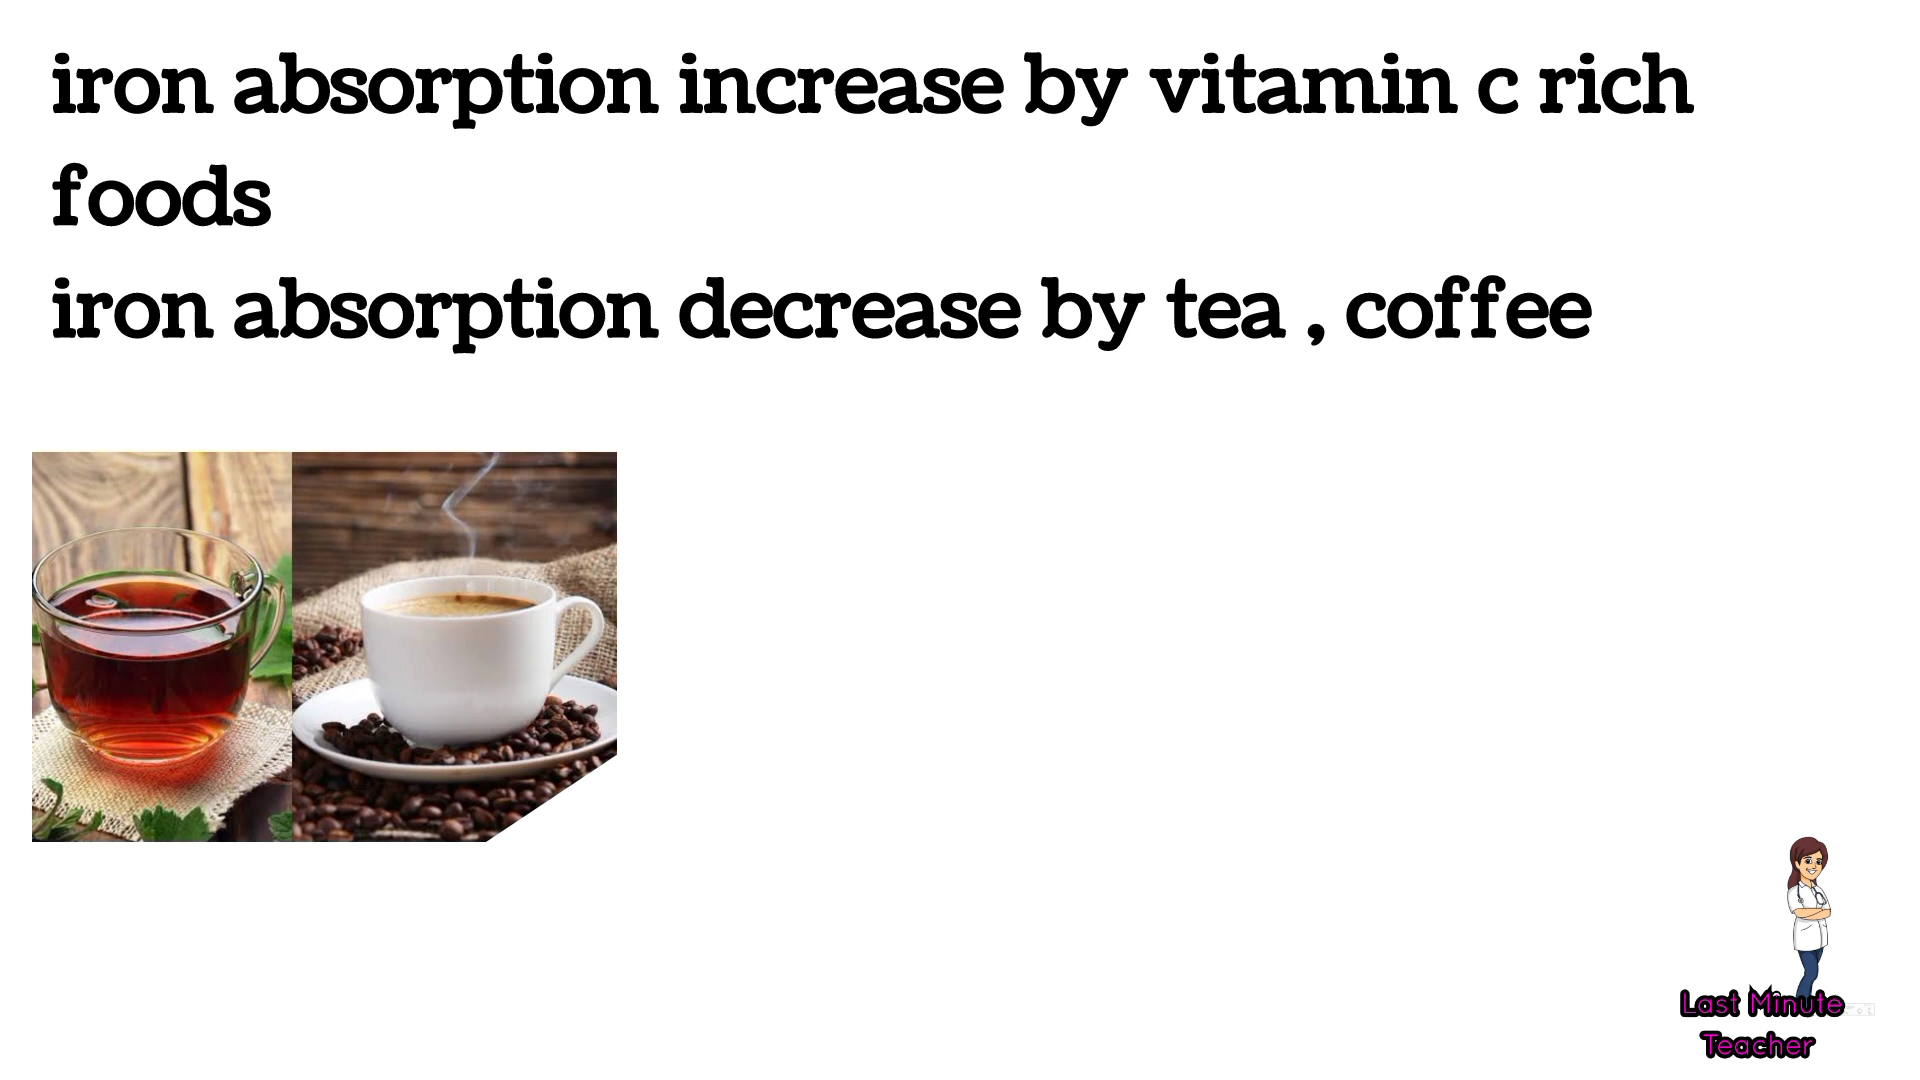 iron absorption increase by vitamin c rich
foods
iron absorption decrease by tea , coffee
Last Minute
Teacher